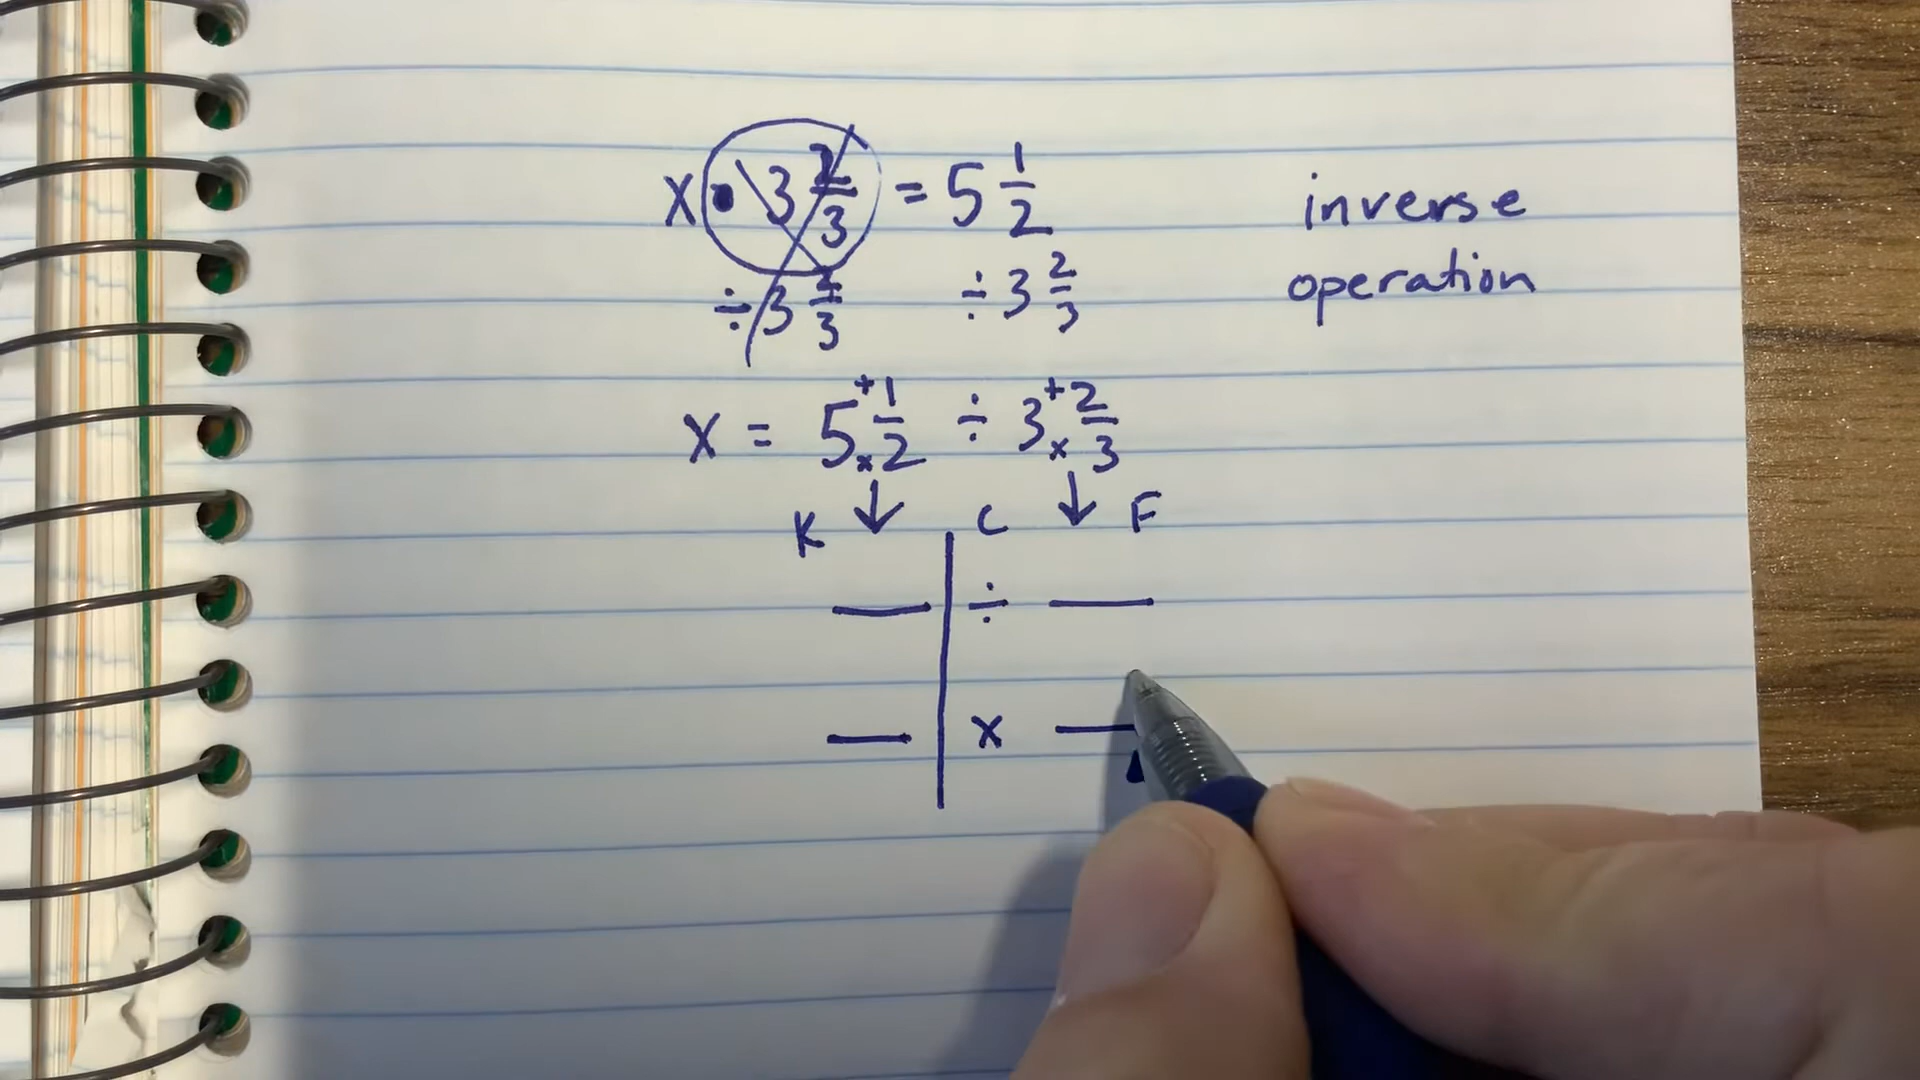 x • 3 2/3 = 5 1/2
inverse
operation
÷ 3 2/3 ÷ 3 2/3
x = 5 + 1/2 x ÷ 3 + 2/3 x
K C F
÷
x